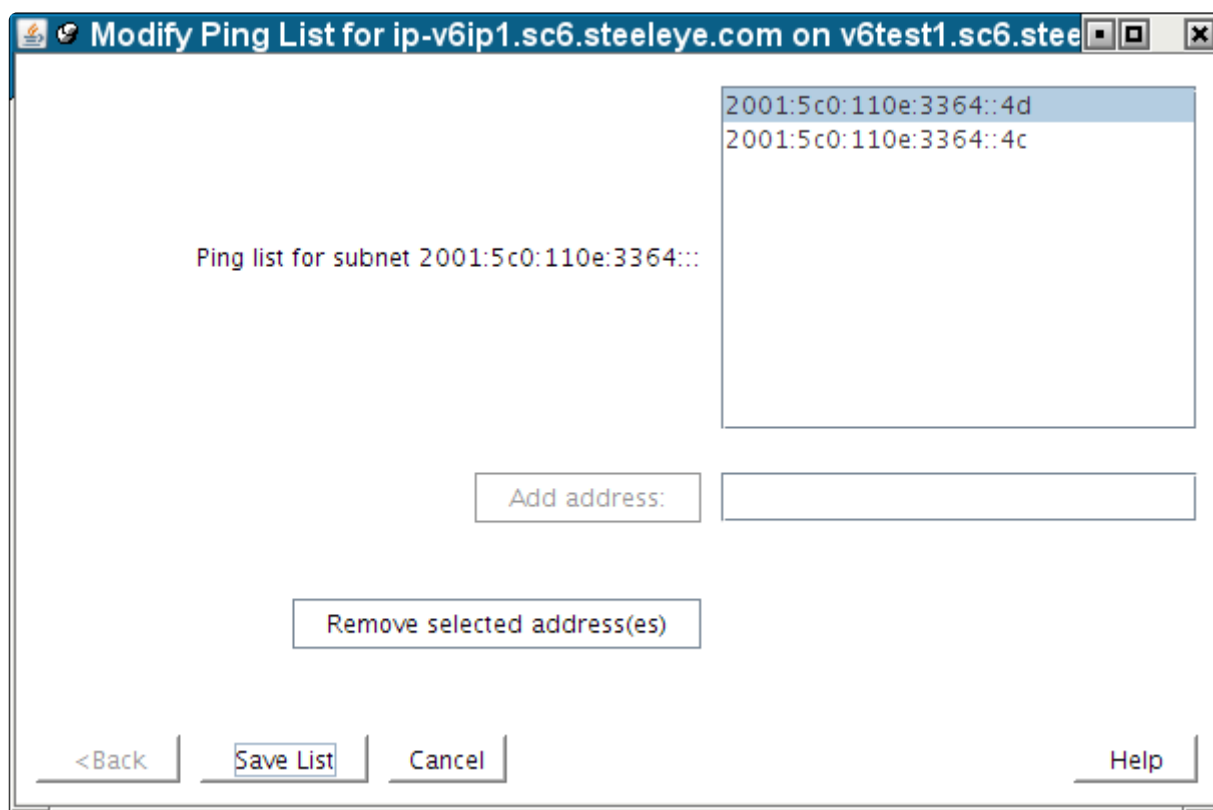 Modify Ping List for ip-v6ip1.sc6.steeleye.com on v6test1.sc6.stee
2001:5c0:110e:3364::4d
2001:5c0:110e:3364::4c
Ping list for subnet 2001:5c0:110e:3364:::
Add address:
Remove selected address(es)
<Back
Save List
Cancel
Help